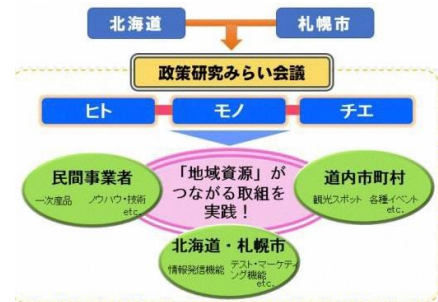 北海道
札幌市
政策研究みらい会議
ヒト
モノ
チエ
「地域資源」が
つながる取組を
実践！
民間事業者
一次産品 ノウハウ・技術
etc.
道内市町村
観光スポット 各種イベント
etc.
北海道・札幌市
情報発信機能 テスト・マーケティ
ング機能
etc.